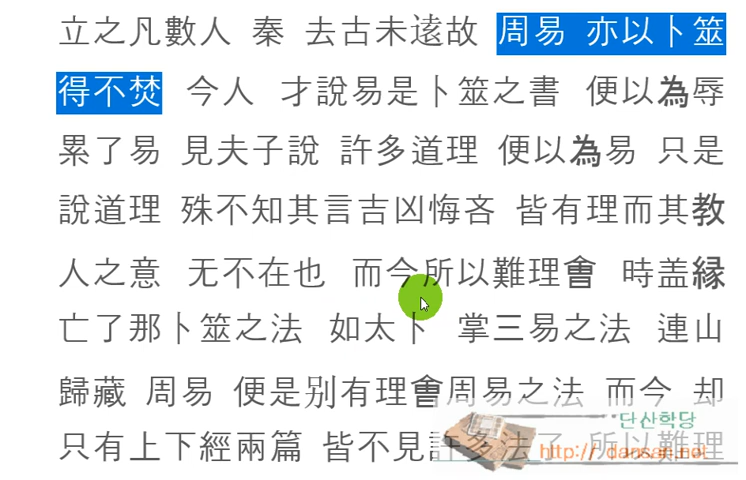 立之凡數人 秦 去古未逺故 周易 亦以卜筮
得不焚 今人 才說易是卜筮之書 便以為辱
累了易 見夫子說 許多道理 便以為易 只是
說道理 殊不知其言吉凶悔吝 皆有理而其教
人之意 无不在也 而今所以難理會 時盖縁
亡了那卜筮之法 如太卜 掌三易之法 連山
歸藏 周易 便是别有理會周易之法 而今 却
只有上下經兩篇 皆不見許多法了 所以難理
단산학당
http://dansan.net